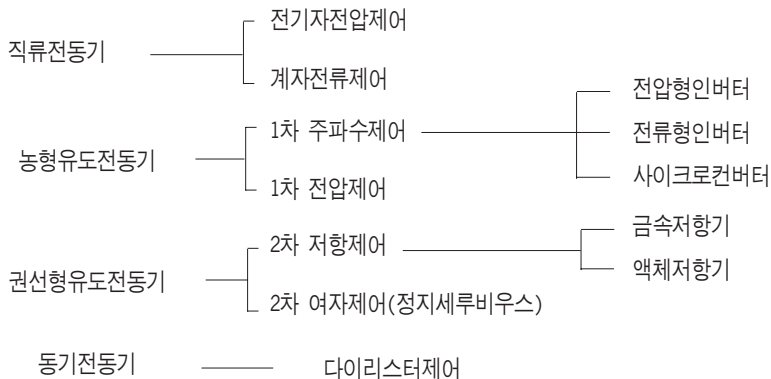 직류전동기
전기자전압제어
계자전류제어
농형유도전동기
1차 주파수제어
전압형인버터
전류형인버터
사이크로컨버터
1차 전압제어
권선형유도전동기
2차 저항제어
금속저항기
액체저항기
2차 여자제어(정지세루비우스)
동기전동기
다이리스터제어